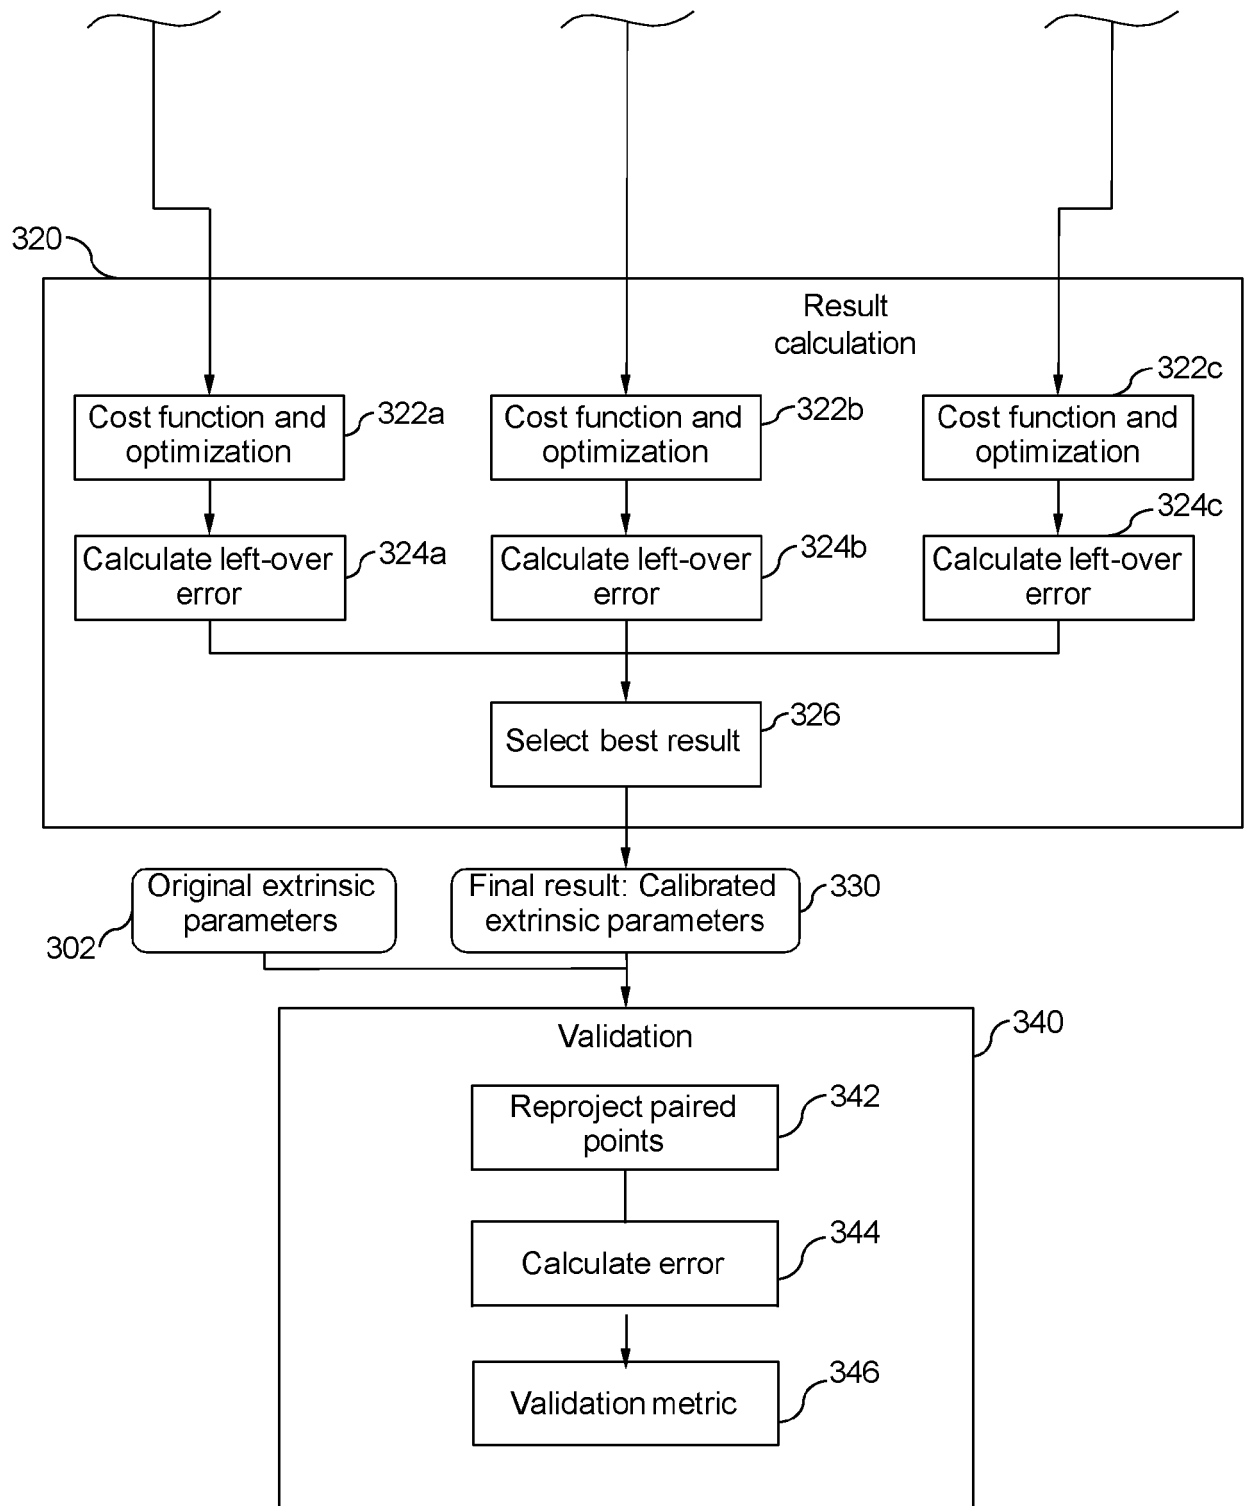 320
Result
calculation
322c
Cost function and
optimization
322a
Cost function and
optimization
322b
Cost function and
optimization
324c
Calculate left-over
error
324a
Calculate left-over
error
324b
Calculate left-over
error
Select best result
326
Original extrinsic
parameters
302
Final result: Calibrated
extrinsic parameters
330
Validation
340
Reproject paired
points
342
Calculate error
344
Validation metric
346